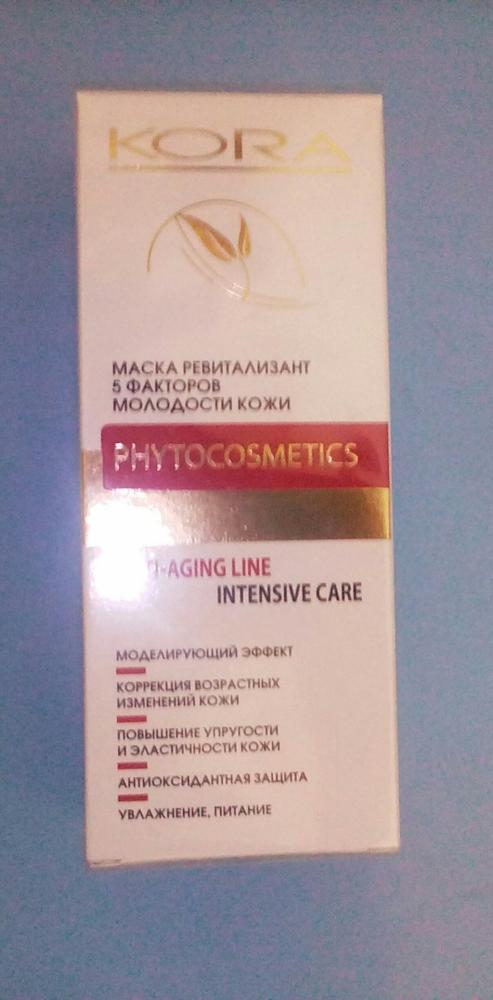 KORA
МАСКА РЕВИТАЛИЗАНТ
5 ФАКТОРОВ
МОЛОДОСТИ КОЖИ
PHYTOCOSMETICS
-AGING LINE
INTENSIVE CARE
МОДЕЛИРУЮЩИЙ ЭФФЕКТ
КОРРЕКЦИЯ ВОЗРАСТНЫХ
ИЗМЕНЕНИЙ КОЖИ
ПОВЫШЕНИЕ УПРУГОСТИ
И ЭЛАСТИЧНОСТИ КОЖИ
АНТИОКСИДАНТНАЯ ЗАЩИТА
УВЛАЖНЕНИЕ, ПИТАНИЕ